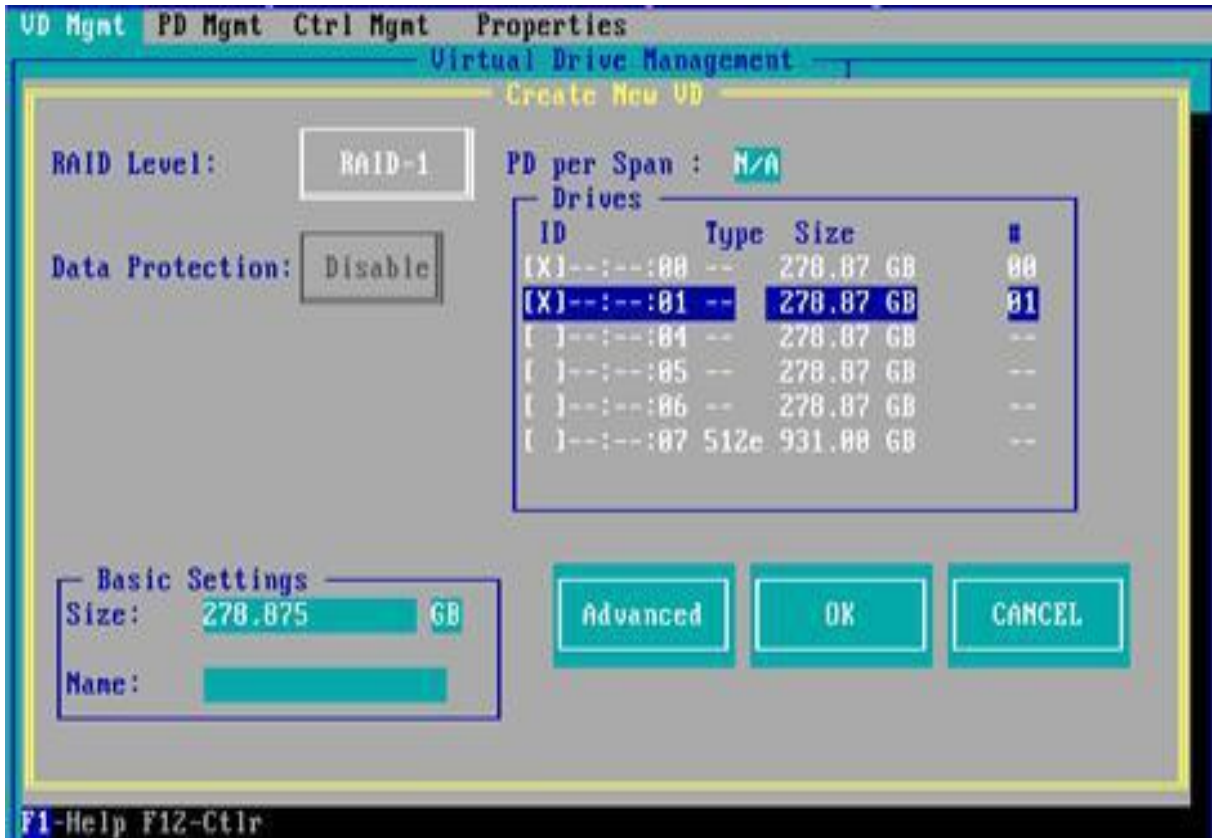 VD Mgmt PD Mgmt Ctrl Mgmt Properties
Virtual Drive Management
Create New VD
RAID Level: RAID-1 PD per Span : N/A
Drives
ID Type Size #
Data Protection: Disable
[X]--:--:00 -- 278.87 GB 00
[X]--:--:01 -- 278.87 GB 01
[ ]--:--:04 -- 278.87 GB --
[ ]--:--:05 -- 278.87 GB --
[ ]--:--:06 -- 278.87 GB --
[ ]--:--:07 512e 931.00 GB --
Basic Settings
Size: 278.875 GB
Name:
Advanced OK CANCEL
F1-Help F12-Ctlr